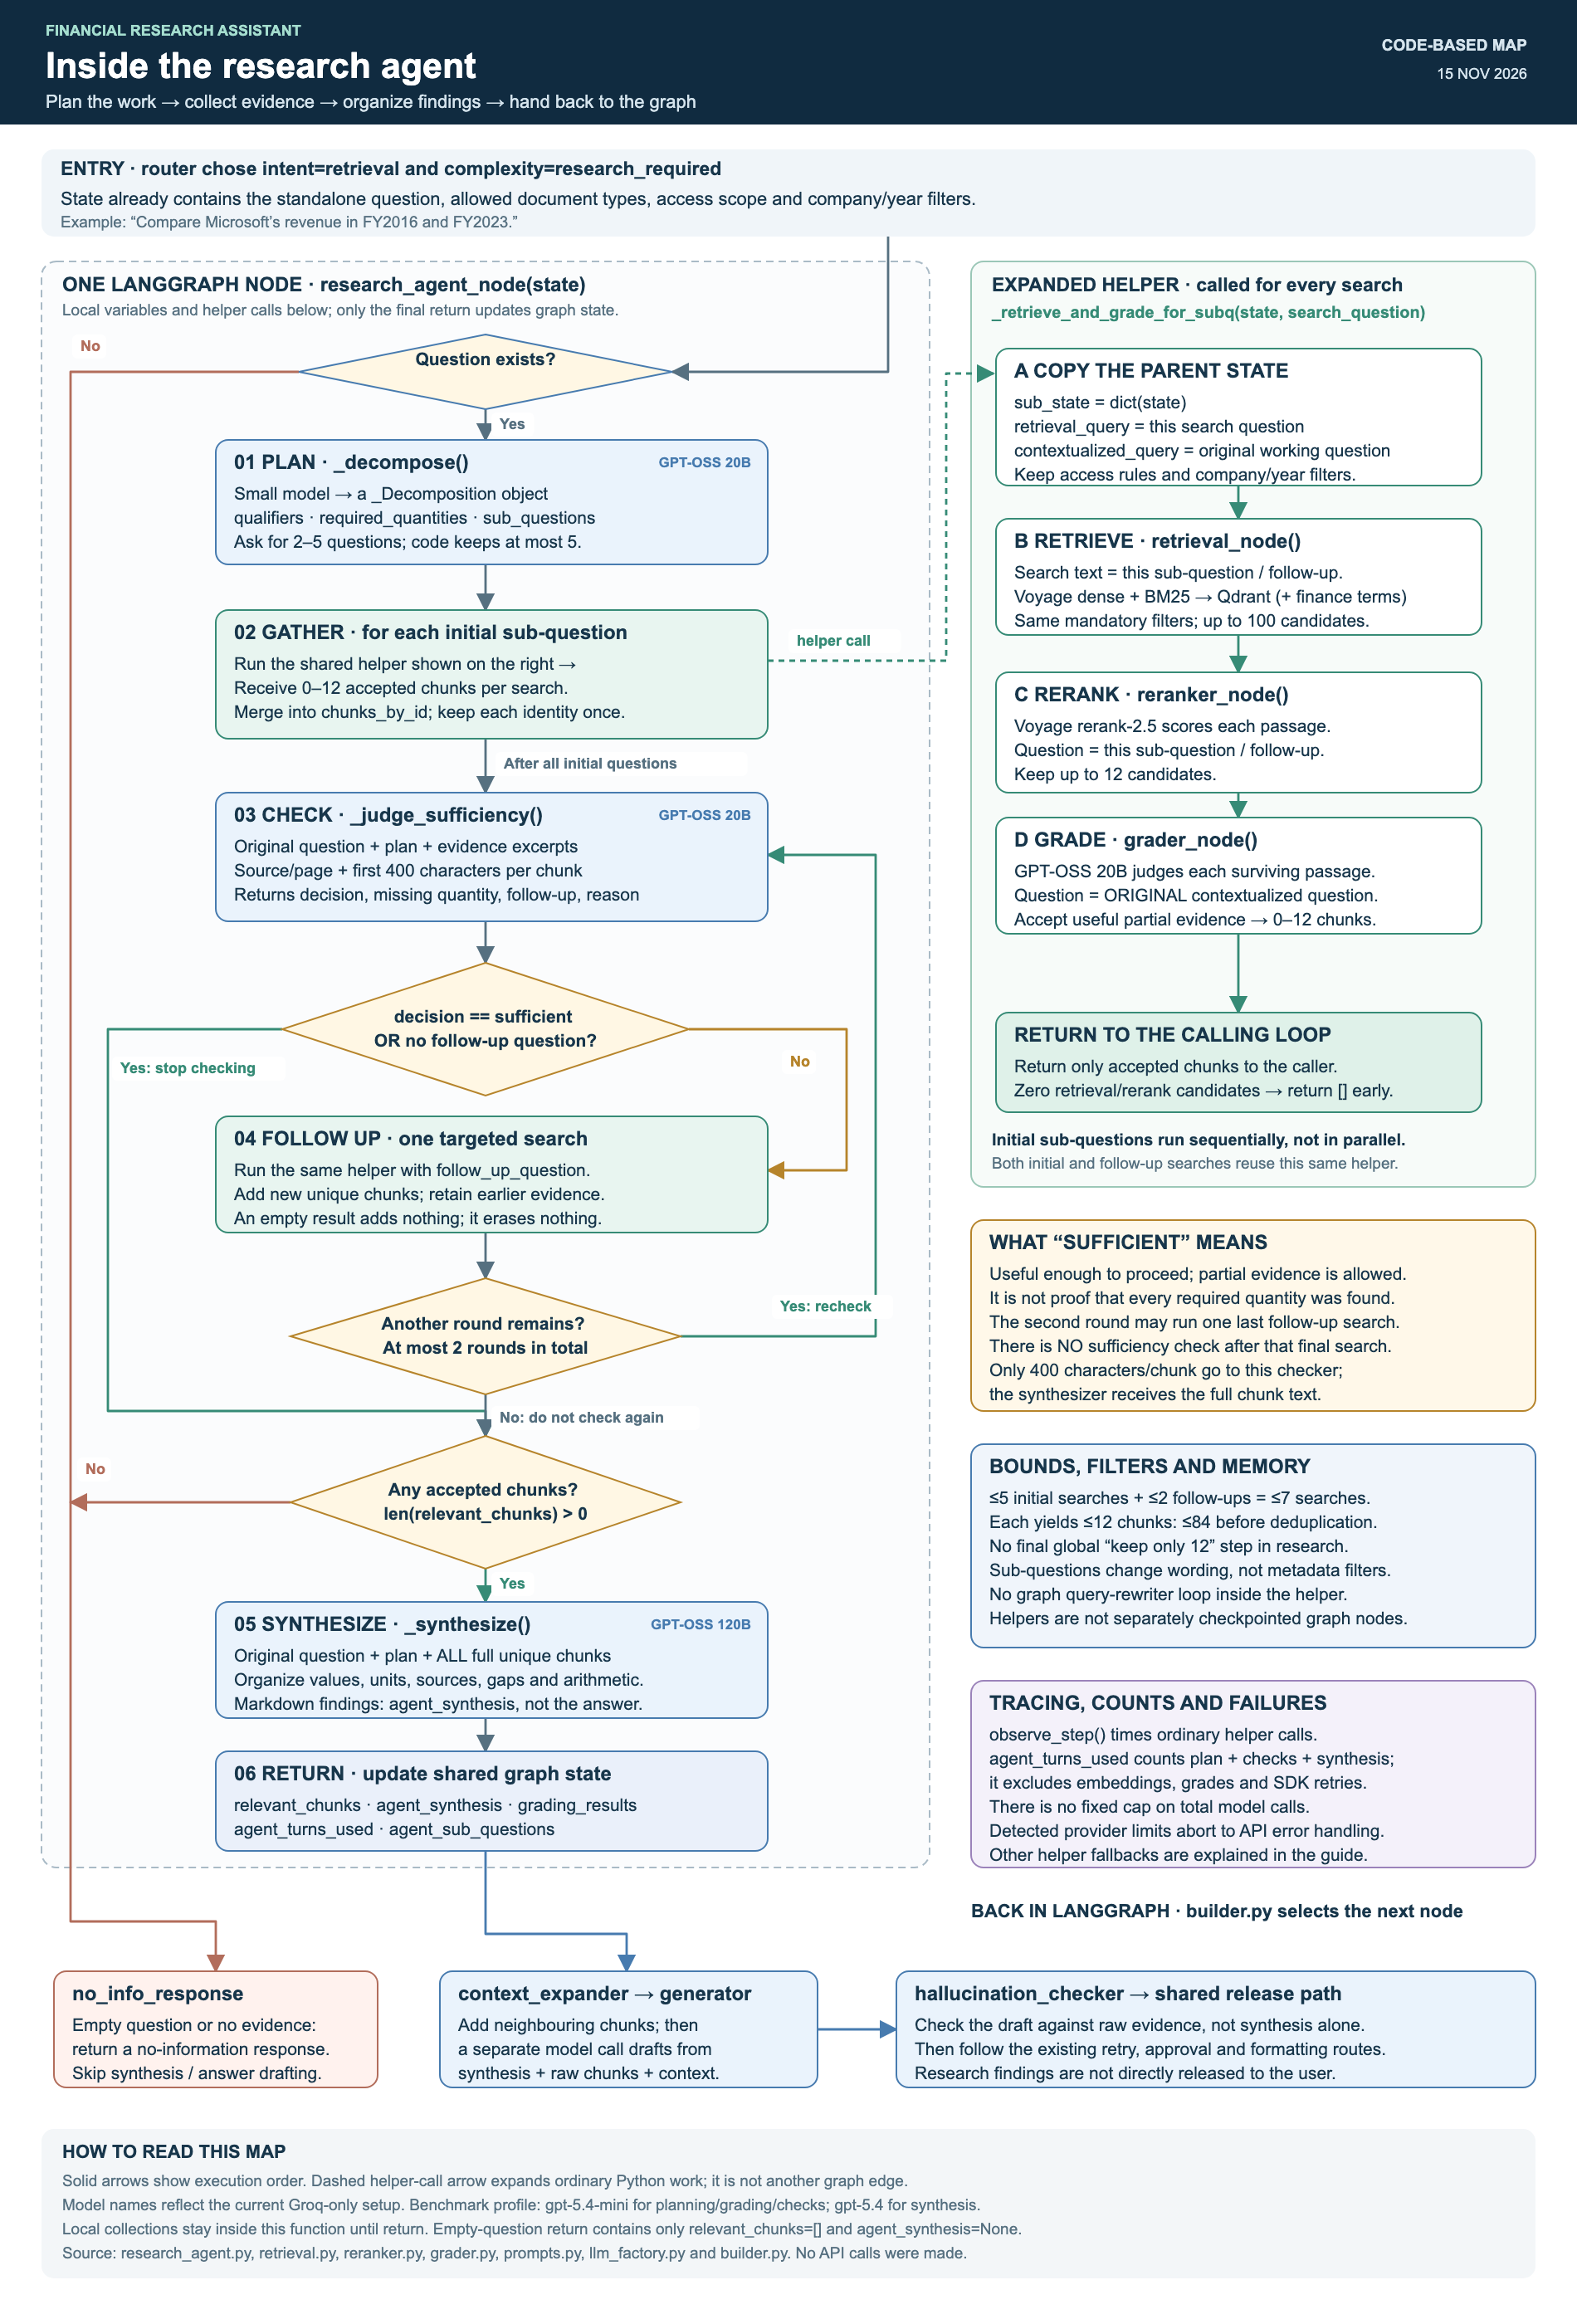 FINANCIAL RESEARCH ASSISTANT
Inside the research agent
Plan the work → collect evidence → organize findings → hand back to the graph
CODE-BASED MAP
15 NOV 2026
ENTRY · router chose intent=retrieval and complexity=research_required
State already contains the standalone question, allowed document types, access scope and company/year filters.
Example: “Compare Microsoft’s revenue in FY2016 and FY2023.”
ONE LANGGRAPH NODE · research_agent_node(state)
Local variables and helper calls below; only the final return updates graph state.
No
Question exists?
Yes
01 PLAN · _decompose()
GPT-OSS 20B
Small model → a _Decomposition object
qualifiers · required_quantities · sub_questions
Ask for 2–5 questions; code keeps at most 5.
02 GATHER · for each initial sub-question
Run the shared helper shown on the right →
Receive 0–12 accepted chunks per search.
Merge into chunks_by_id; keep each identity once.
helper call
After all initial questions
03 CHECK · _judge_sufficiency()
GPT-OSS 20B
Original question + plan + evidence excerpts
Source/page + first 400 characters per chunk
Returns decision, missing quantity, follow-up, reason
decision == sufficient
OR no follow-up question?
Yes: stop checking
No
04 FOLLOW UP · one targeted search
Run the same helper with follow_up_question.
Add new unique chunks; retain earlier evidence.
An empty result adds nothing; it erases nothing.
Another round remains?
At most 2 rounds in total
Yes: recheck
No: do not check again
Any accepted chunks?
len(relevant_chunks) > 0
No
Yes
05 SYNTHESIZE · _synthesize()
GPT-OSS 120B
Original question + plan + ALL full unique chunks
Organize values, units, sources, gaps and arithmetic.
Markdown findings: agent_synthesis, not the answer.
06 RETURN · update shared graph state
relevant_chunks · agent_synthesis · grading_results
agent_turns_used · agent_sub_questions
EXPANDED HELPER · called for every search
_retrieve_and_grade_for_subq(state, search_question)
A COPY THE PARENT STATE
sub_state = dict(state)
retrieval_query = this search question
contextualized_query = original working question
Keep access rules and company/year filters.
B RETRIEVE · retrieval_node()
Search text = this sub-question / follow-up.
Voyage dense + BM25 → Qdrant (+ finance terms)
Same mandatory filters; up to 100 candidates.
C RERANK · reranker_node()
Voyage rerank-2.5 scores each passage.
Question = this sub-question / follow-up.
Keep up to 12 candidates.
D GRADE · grader_node()
GPT-OSS 20B judges each surviving passage.
Question = ORIGINAL contextualized question.
Accept useful partial evidence → 0–12 chunks.
RETURN TO THE CALLING LOOP
Return only accepted chunks to the caller.
Zero retrieval/rerank candidates → return [] early.
Initial sub-questions run sequentially, not in parallel.
Both initial and follow-up searches reuse this same helper.
WHAT “SUFFICIENT” MEANS
Useful enough to proceed; partial evidence is allowed.
It is not proof that every required quantity was found.
The second round may run one last follow-up search.
There is NO sufficiency check after that final search.
Only 400 characters/chunk go to this checker;
the synthesizer receives the full chunk text.
BOUNDS, FILTERS AND MEMORY
≤5 initial searches + ≤2 follow-ups = ≤7 searches.
Each yields ≤12 chunks: ≤84 before deduplication.
No final global “keep only 12” step in research.
Sub-questions change wording, not metadata filters.
No graph query-rewriter loop inside the helper.
Helpers are not separately checkpointed graph nodes.
TRACING, COUNTS AND FAILURES
observe_step() times ordinary helper calls.
agent_turns_used counts plan + checks + synthesis;
it excludes embeddings, grades and SDK retries.
There is no fixed cap on total model calls.
Detected provider limits abort to API error handling.
Other helper fallbacks are explained in the guide.
BACK IN LANGGRAPH · builder.py selects the next node
no_info_response
Empty question or no evidence:
return a no-information response.
Skip synthesis / answer drafting.
context_expander → generator
Add neighbouring chunks; then
a separate model call drafts from
synthesis + raw chunks + context.
hallucination_checker → shared release path
Check the draft against raw evidence, not synthesis alone.
Then follow the existing retry, approval and formatting routes.
Research findings are not directly released to the user.
HOW TO READ THIS MAP
Solid arrows show execution order. Dashed helper-call arrow expands ordinary Python work; it is not another graph edge.
Model names reflect the current Groq-only setup. Benchmark profile: gpt-5.4-mini for planning/grading/checks; gpt-5.4 for synthesis.
Local collections stay inside this function until return. Empty-question return contains only relevant_chunks=[] and agent_synthesis=None.
Source: research_agent.py, retrieval.py, reranker.py, grader.py, prompts.py, llm_factory.py and builder.py. No API calls were made.